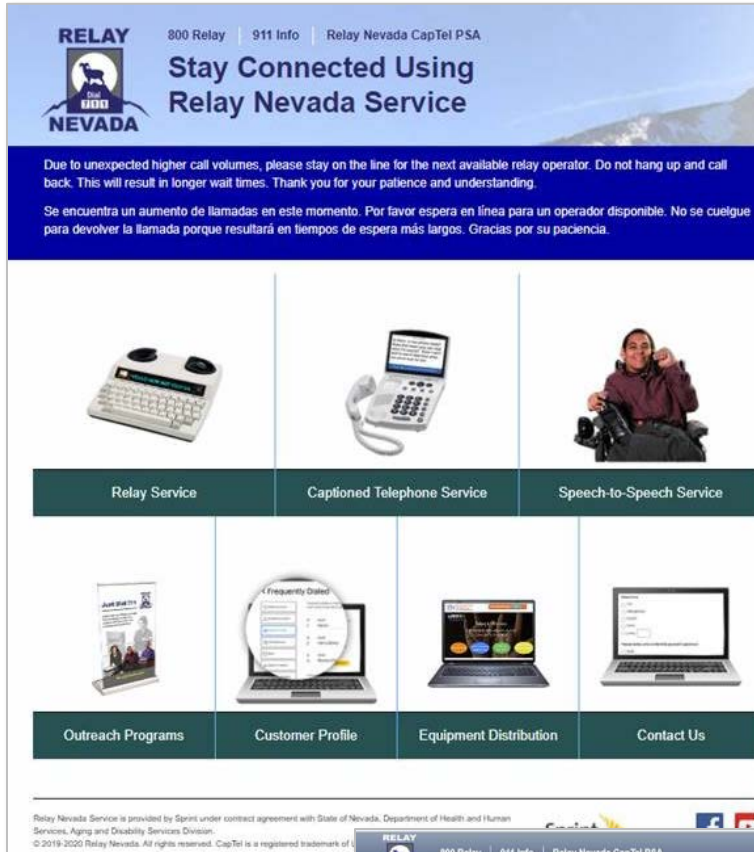 RELAY
Dial
711
NEVADA
800 Relay | 911 Info | Relay Nevada CapTel PSA
Stay Connected Using
Relay Nevada Service
Due to unexpected higher call volumes, please stay on the line for the next available relay operator. Do not hang up and call
back. This will result in longer wait times. Thank you for your patience and understanding.
Se encuentra un aumento de llamadas en este momento. Por favor espera en línea para un operador disponible. No se cuelgue
para devolver la llamada porque resultará en tiempos de espera más largos. Gracias por su paciencia.
Relay Service
Captioned Telephone Service
Speech-to-Speech Service
Just Dial 711
Frequently Dialed
Outreach Programs
Customer Profile
Equipment Distribution
Contact Us
Relay Nevada Service is provided by Sprint under contract agreement with State of Nevada, Department of Health and Human
Services, Aging and Disability Services Division.
© 2019-2020 Relay Nevada. All rights reserved. CapTel is a registered trademark of
Sprint
RELAY
800 Relay | 911 Info | Relay Nevada CapTel PSA